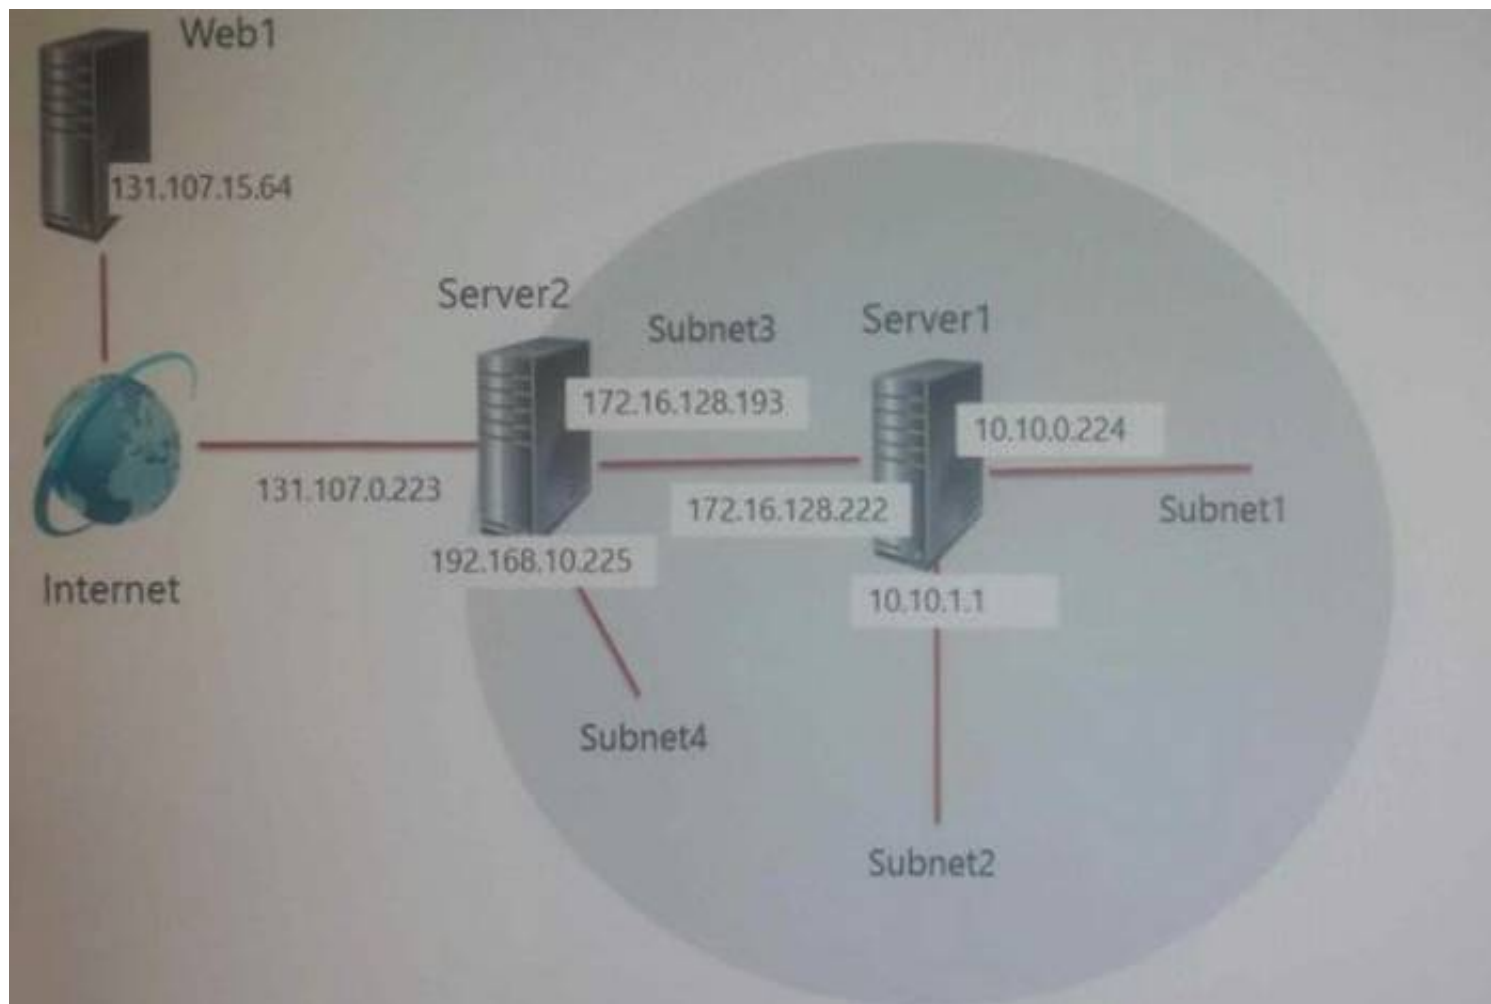 Web1
131.107.15.64
Server2
Subnet3
Server1
172.16.128.193
10.10.0.224
131.107.0.223
172.16.128.222
Subnet1
192.168.10.225
Internet
10.10.1.1
Subnet4
Subnet2